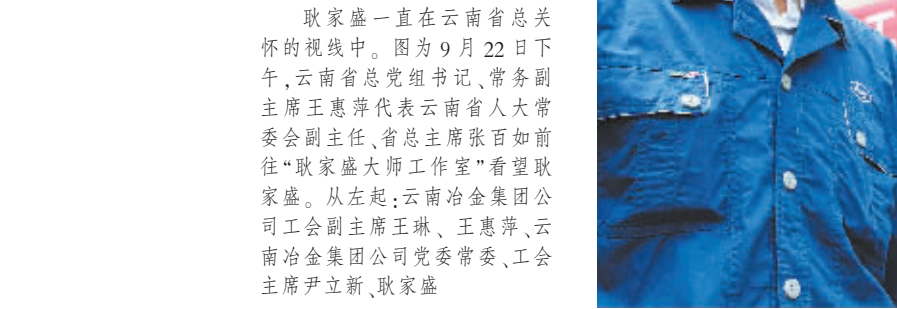 耿家盛一直在云南省总关
怀的视线中。图为9月22日下
午,云南省总党组书记、常务副
主席王惠萍代表云南省人大常
委会副主任、省总主席张百如前
往“耿家盛大师工作室”看望耿
家盛。从左起:云南冶金集团公
司工会副主席王琳、王惠萍、云
南冶金集团公司党委常委、工会
主席尹立新、耿家盛